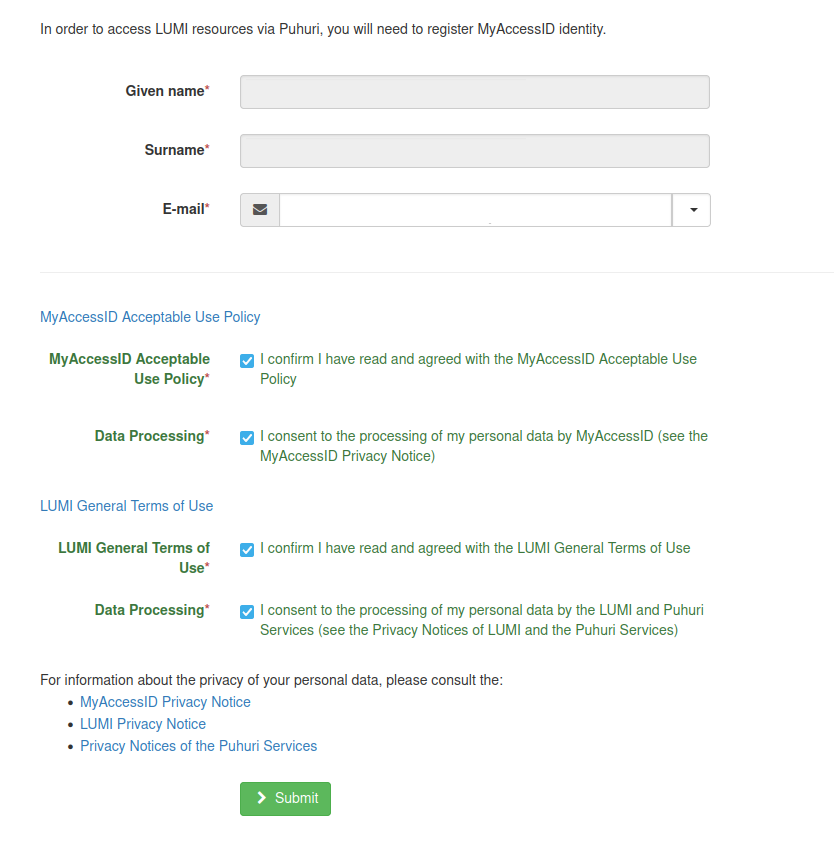 In order to access LUMI resources via Puhuri, you will need to register MyAccessID identity.
Given name*
Surname*
E-mail*
MyAccessID Acceptable Use Policy
MyAccessID Acceptable
Use Policy*
I confirm I have read and agreed with the MyAccessID Acceptable Use
Policy
Data Processing*
I consent to the processing of my personal data by MyAccessID (see the
MyAccessID Privacy Notice)
LUMI General Terms of Use
LUMI General Terms of
Use*
I confirm I have read and agreed with the LUMI General Terms of Use
Data Processing*
I consent to the processing of my personal data by the LUMI and Puhuri
Services (see the Privacy Notices of LUMI and the Puhuri Services)
For information about the privacy of your personal data, please consult the:
• MyAccessID Privacy Notice
• LUMI Privacy Notice
• Privacy Notices of the Puhuri Services
Submit